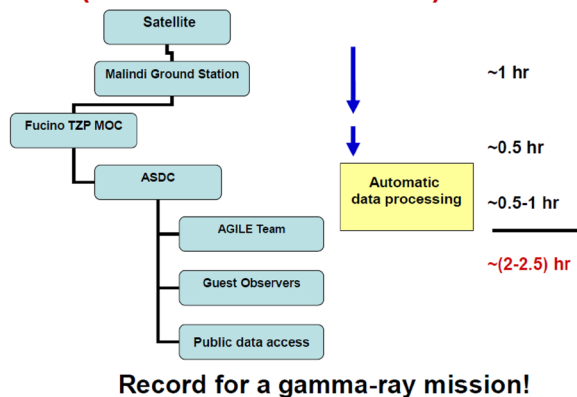 Satellite
Malindi Ground Station
~1 hr
Fucino TZP MOC
~0.5 hr
ASDC
Automatic
data processing
~0.5-1 hr
AGILE Team
~(2-2.5) hr
Guest Observers
Public data access
Record for a gamma-ray mission!